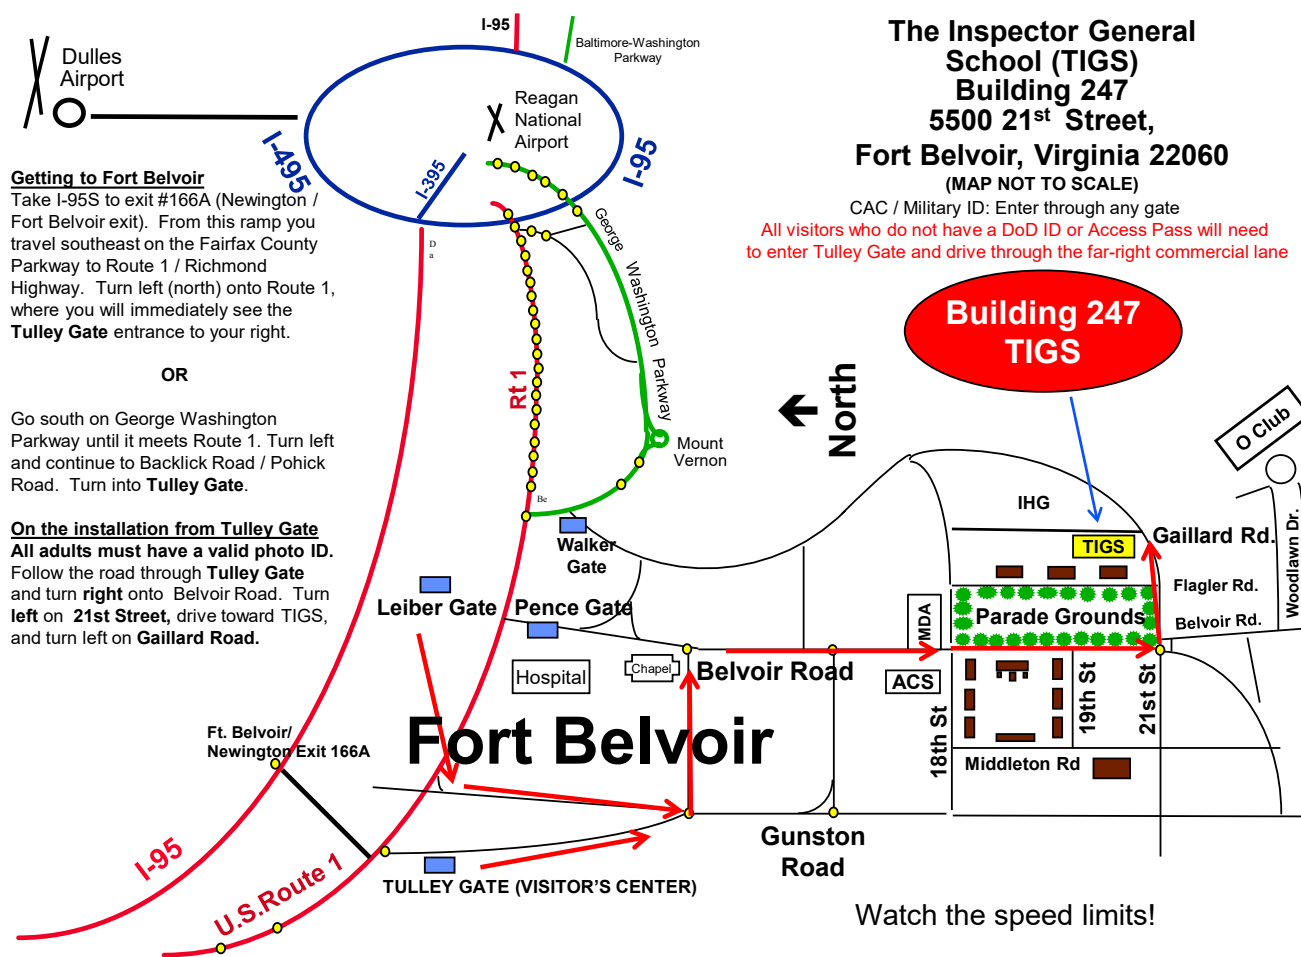 I-95
Baltimore-Washington
Parkway
Dulles
Airport
Reagan
National
Airport
I-495
I-395
I-95
The Inspector General
School (TIGS)
Building 247
5500 21st Street,
Fort Belvoir, Virginia 22060
(MAP NOT TO SCALE)
CAC / Military ID: Enter through any gate
All visitors who do not have a DoD ID or Access Pass will need
to enter Tulley Gate and drive through the far-right commercial lane
Getting to Fort Belvoir
Take I-95S to exit #166A (Newington /
Fort Belvoir exit). From this ramp you
travel southeast on the Fairfax County
Parkway to Route 1 / Richmond
Highway. Turn left (north) onto Route 1,
where you will immediately see the
Tulley Gate entrance to your right.
OR
Go south on George Washington
Parkway until it meets Route 1. Turn left
and continue to Backlick Road / Pohick
Road. Turn into Tulley Gate.
On the installation from Tulley Gate
All adults must have a valid photo ID.
Follow the road through Tulley Gate
and turn right onto Belvoir Road. Turn
left on 21st Street, drive toward TIGS,
and turn left on Gaillard Road.
D
a
George Washington Parkway
Rt 1
Mount
Vernon
Be
Building 247
TIGS
North
O Club
IHG
TIGS
Gaillard Rd.
Woodlawn Dr.
Flagler Rd.
Belvoir Rd.
Parade Grounds
MDA
Walker
Gate
Leiber Gate
Pence Gate
Hospital
Chapel
Belvoir Road
ACS
18th St
19th St
21st St
Middleton Rd
Fort Belvoir
Ft. Belvoir/
Newington Exit 166A
Gunston
Road
I-95
U.S.Route 1
TULLEY GATE (VISITOR'S CENTER)
Watch the speed limits!